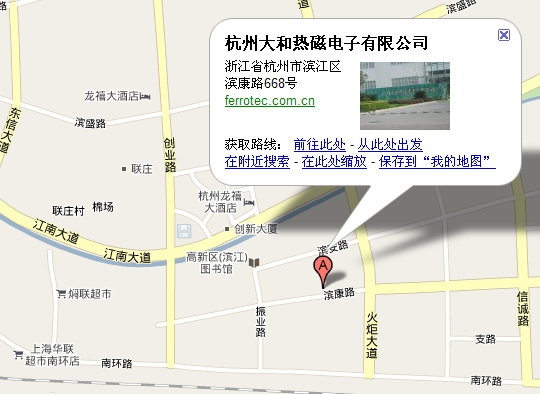 杭州大和热磁电子有限公司
浙江省杭州市滨江区
滨康路668号
ferrotec.com.cn
获取路线: 前往此处 - 从此处出发
在附近搜索 - 在此处缩放 - 保存到“我的地图”
龙禧大酒店
滨盛路
东信大道
创业路
联庄
杭州龙禧
大酒店
联庄村
棉场
江南大道
江南大道
创新大厦
高新区(滨江)
图书馆
滨安路
A
滨康路
焖联超市
振业路
火炬大道
信诚路
支路
上海华联
超市南环店
南环路
南环路